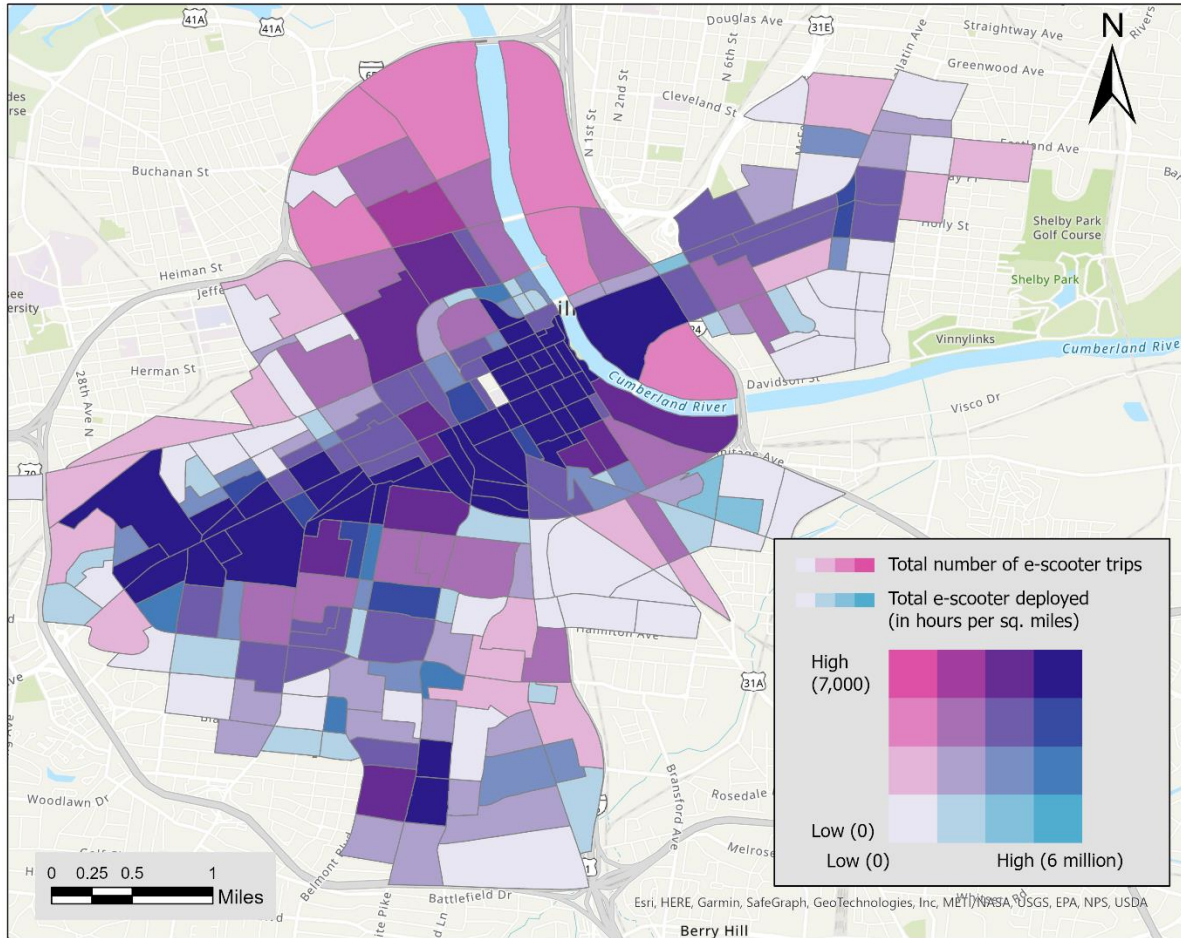 41A
41A
31E
Douglas Ave
Straightway Ave
Greenwood Ave
Rivers
N
N 6th St
Cleveland St
N 2nd St
N 1st St
Buchanan St
Eastland Ave
Holly St
Shelby Park
Golf Course
Shelby Park
Heiman St
Vinnylinks
Cumberland River
Herman St
28th Ave N
Davidson St
Cumberland River
Visco Dr
Hamilton Ave
31A
Total number of e-scooter trips
Total e-scooter deployed
(in hours per sq. miles)
High
(7,000)
Low (0)
Low (0)
High (6 million)
Woodlawn Dr
Bransford Ave
Rosedale
Melrose
Belmont Blvd
0 0.25 0.5 1
Miles
Battlefield Dr
Berry Hill
Esri, HERE, Garmin, SafeGraph, GeoTechnologies, Inc, METI/NASA, USGS, EPA, NPS, USDA